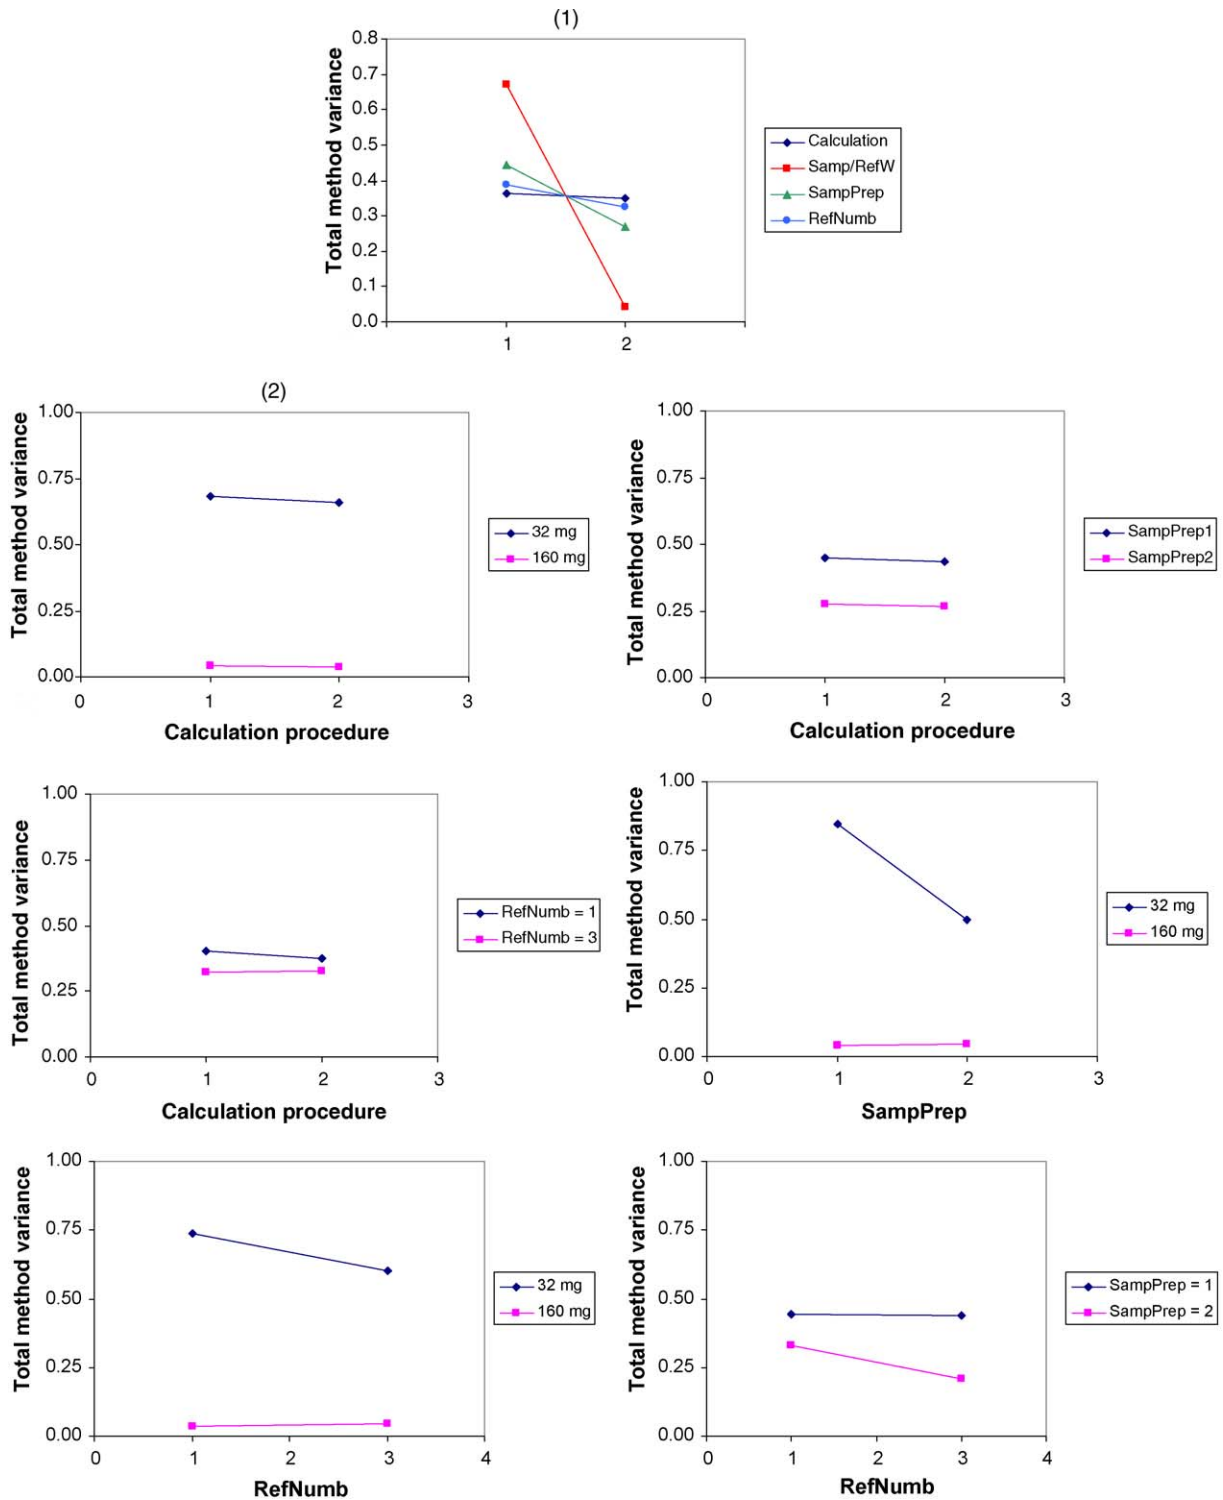 (1)
Total method variance
0.8
0.7
0.6
0.5
0.4
0.3
0.2
0.1
0.0
1 2
Calculation
Samp/RefW
SampPrep
RefNumb
(2)
Total method variance
1.00
0.75
0.50
0.25
0.00
0 1 2 3
Calculation procedure
32 mg
160 mg
Total method variance
1.00
0.75
0.50
0.25
0.00
0 1 2 3
Calculation procedure
SampPrep1
SampPrep2
Total method variance
1.00
0.75
0.50
0.25
0.00
0 1 2 3
Calculation procedure
RefNumb = 1
RefNumb = 3
Total method variance
1.00
0.75
0.50
0.25
0.00
0 1 2 3
SampPrep
32 mg
160 mg
Total method variance
1.00
0.75
0.50
0.25
0.00
0 1 2 3 4
RefNumb
32 mg
160 mg
Total method variance
1.00
0.75
0.50
0.25
0.00
0 1 2 3 4
RefNumb
SampPrep = 1
SampPrep = 2